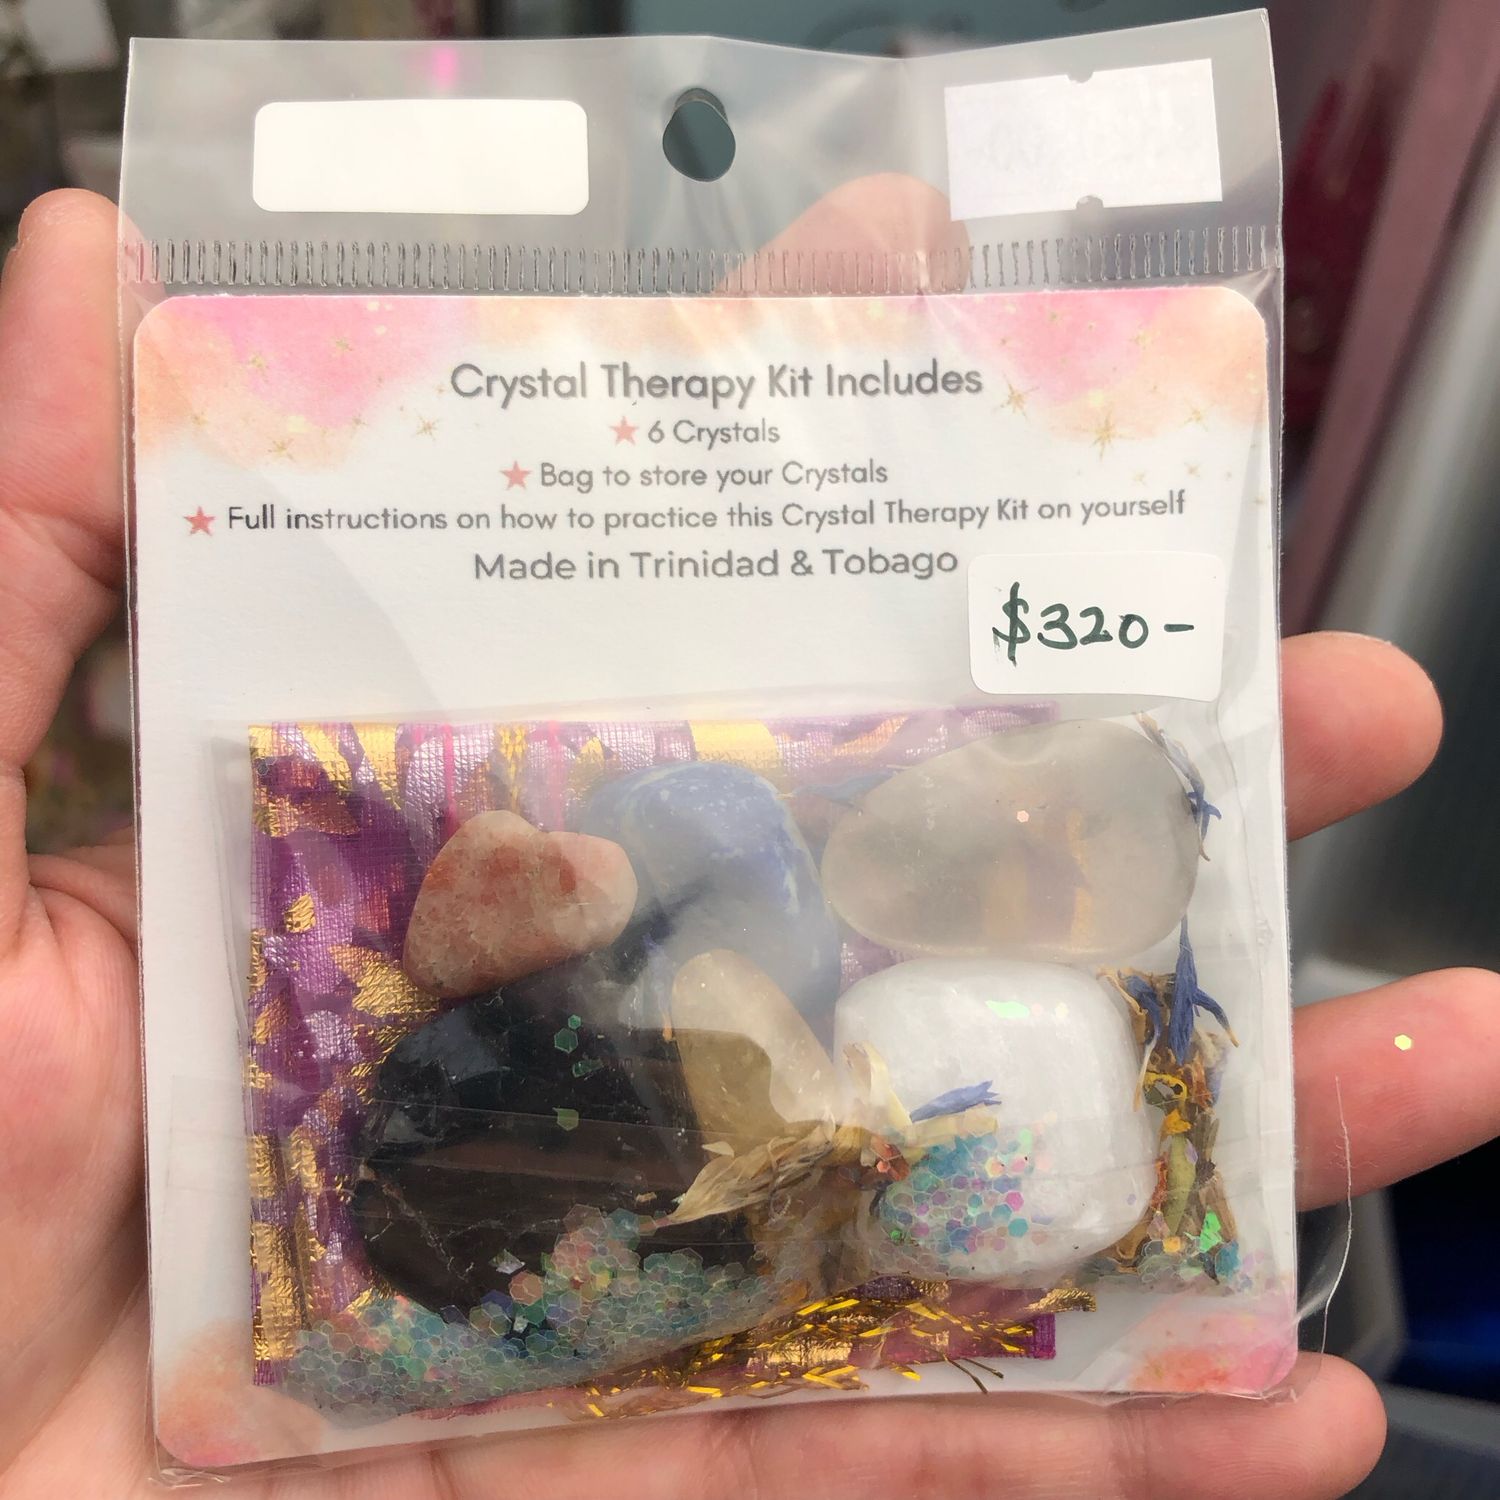 Crystal Therapy Kit Includes
★ 6 Crystals
★ Bag to store your Crystals
★ Full instructions on how to practice this Crystal Therapy Kit on yourself
Made in Trinidad & Tobago
$320-